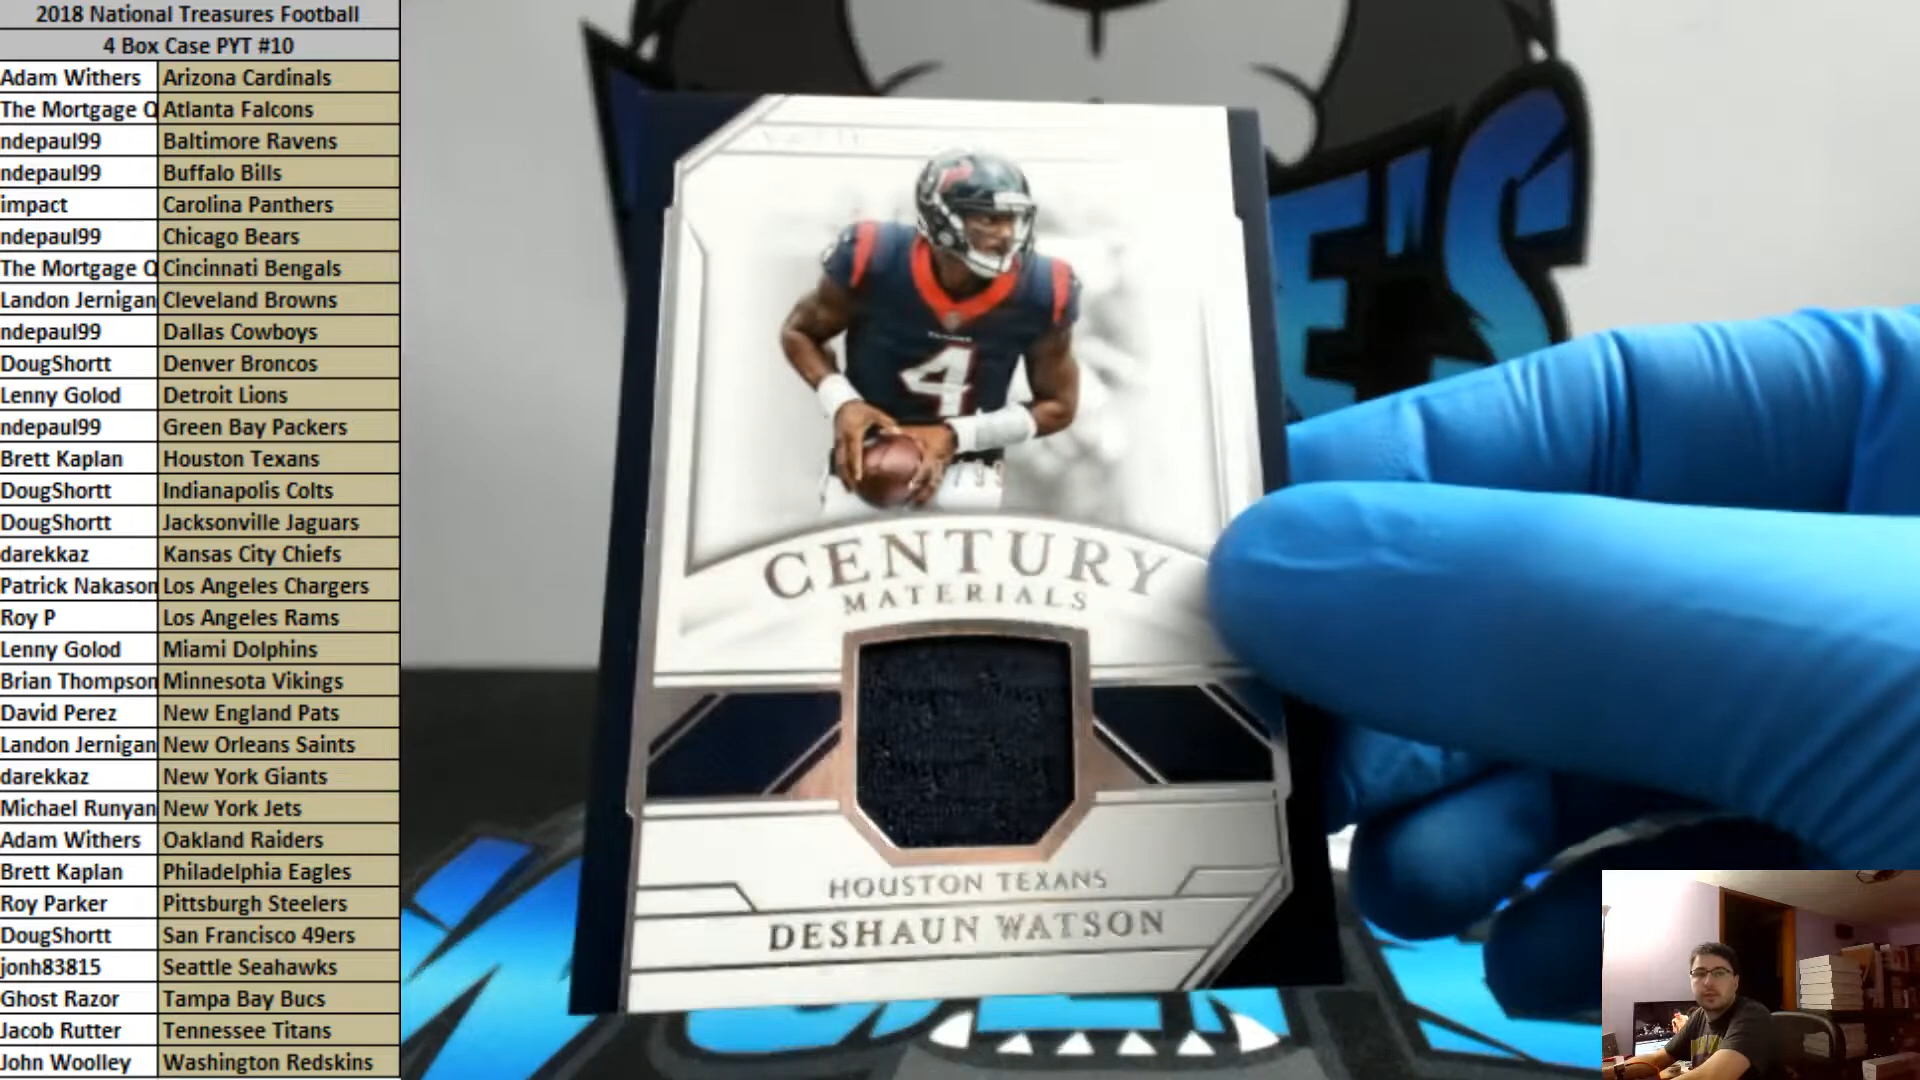 2018 National Treasures Football
4 Box Case PYT #10
Adam Withers Arizona Cardinals
The Mortgage Q Atlanta Falcons
ndepaul99 Baltimore Ravens
ndepaul99 Buffalo Bills
impact Carolina Panthers
ndepaul99 Chicago Bears
The Mortgage Q Cincinnati Bengals
Landon Jernigan Cleveland Browns
ndepaul99 Dallas Cowboys
DougShortt Denver Broncos
Lenny Golod Detroit Lions
ndepaul99 Green Bay Packers
Brett Kaplan Houston Texans
DougShortt Indianapolis Colts
DougShortt Jacksonville Jaguars
darekkaz Kansas City Chiefs
Patrick Nakason Los Angeles Chargers
Roy P Los Angeles Rams
Lenny Golod Miami Dolphins
Brian Thompson Minnesota Vikings
David Perez New England Pats
Landon Jernigan New Orleans Saints
darekkaz New York Giants
Michael Runyan New York Jets
Adam Withers Oakland Raiders
Brett Kaplan Philadelphia Eagles
Roy Parker Pittsburgh Steelers
DougShortt San Francisco 49ers
jonh83815 Seattle Seahawks
Ghost Razor Tampa Bay Bucs
Jacob Rutter Tennessee Titans
John Woolley Washington Redskins
E'S
4
CENTURY
MATERIALS
HOUSTON TEXANS
DESHAUN WATSON